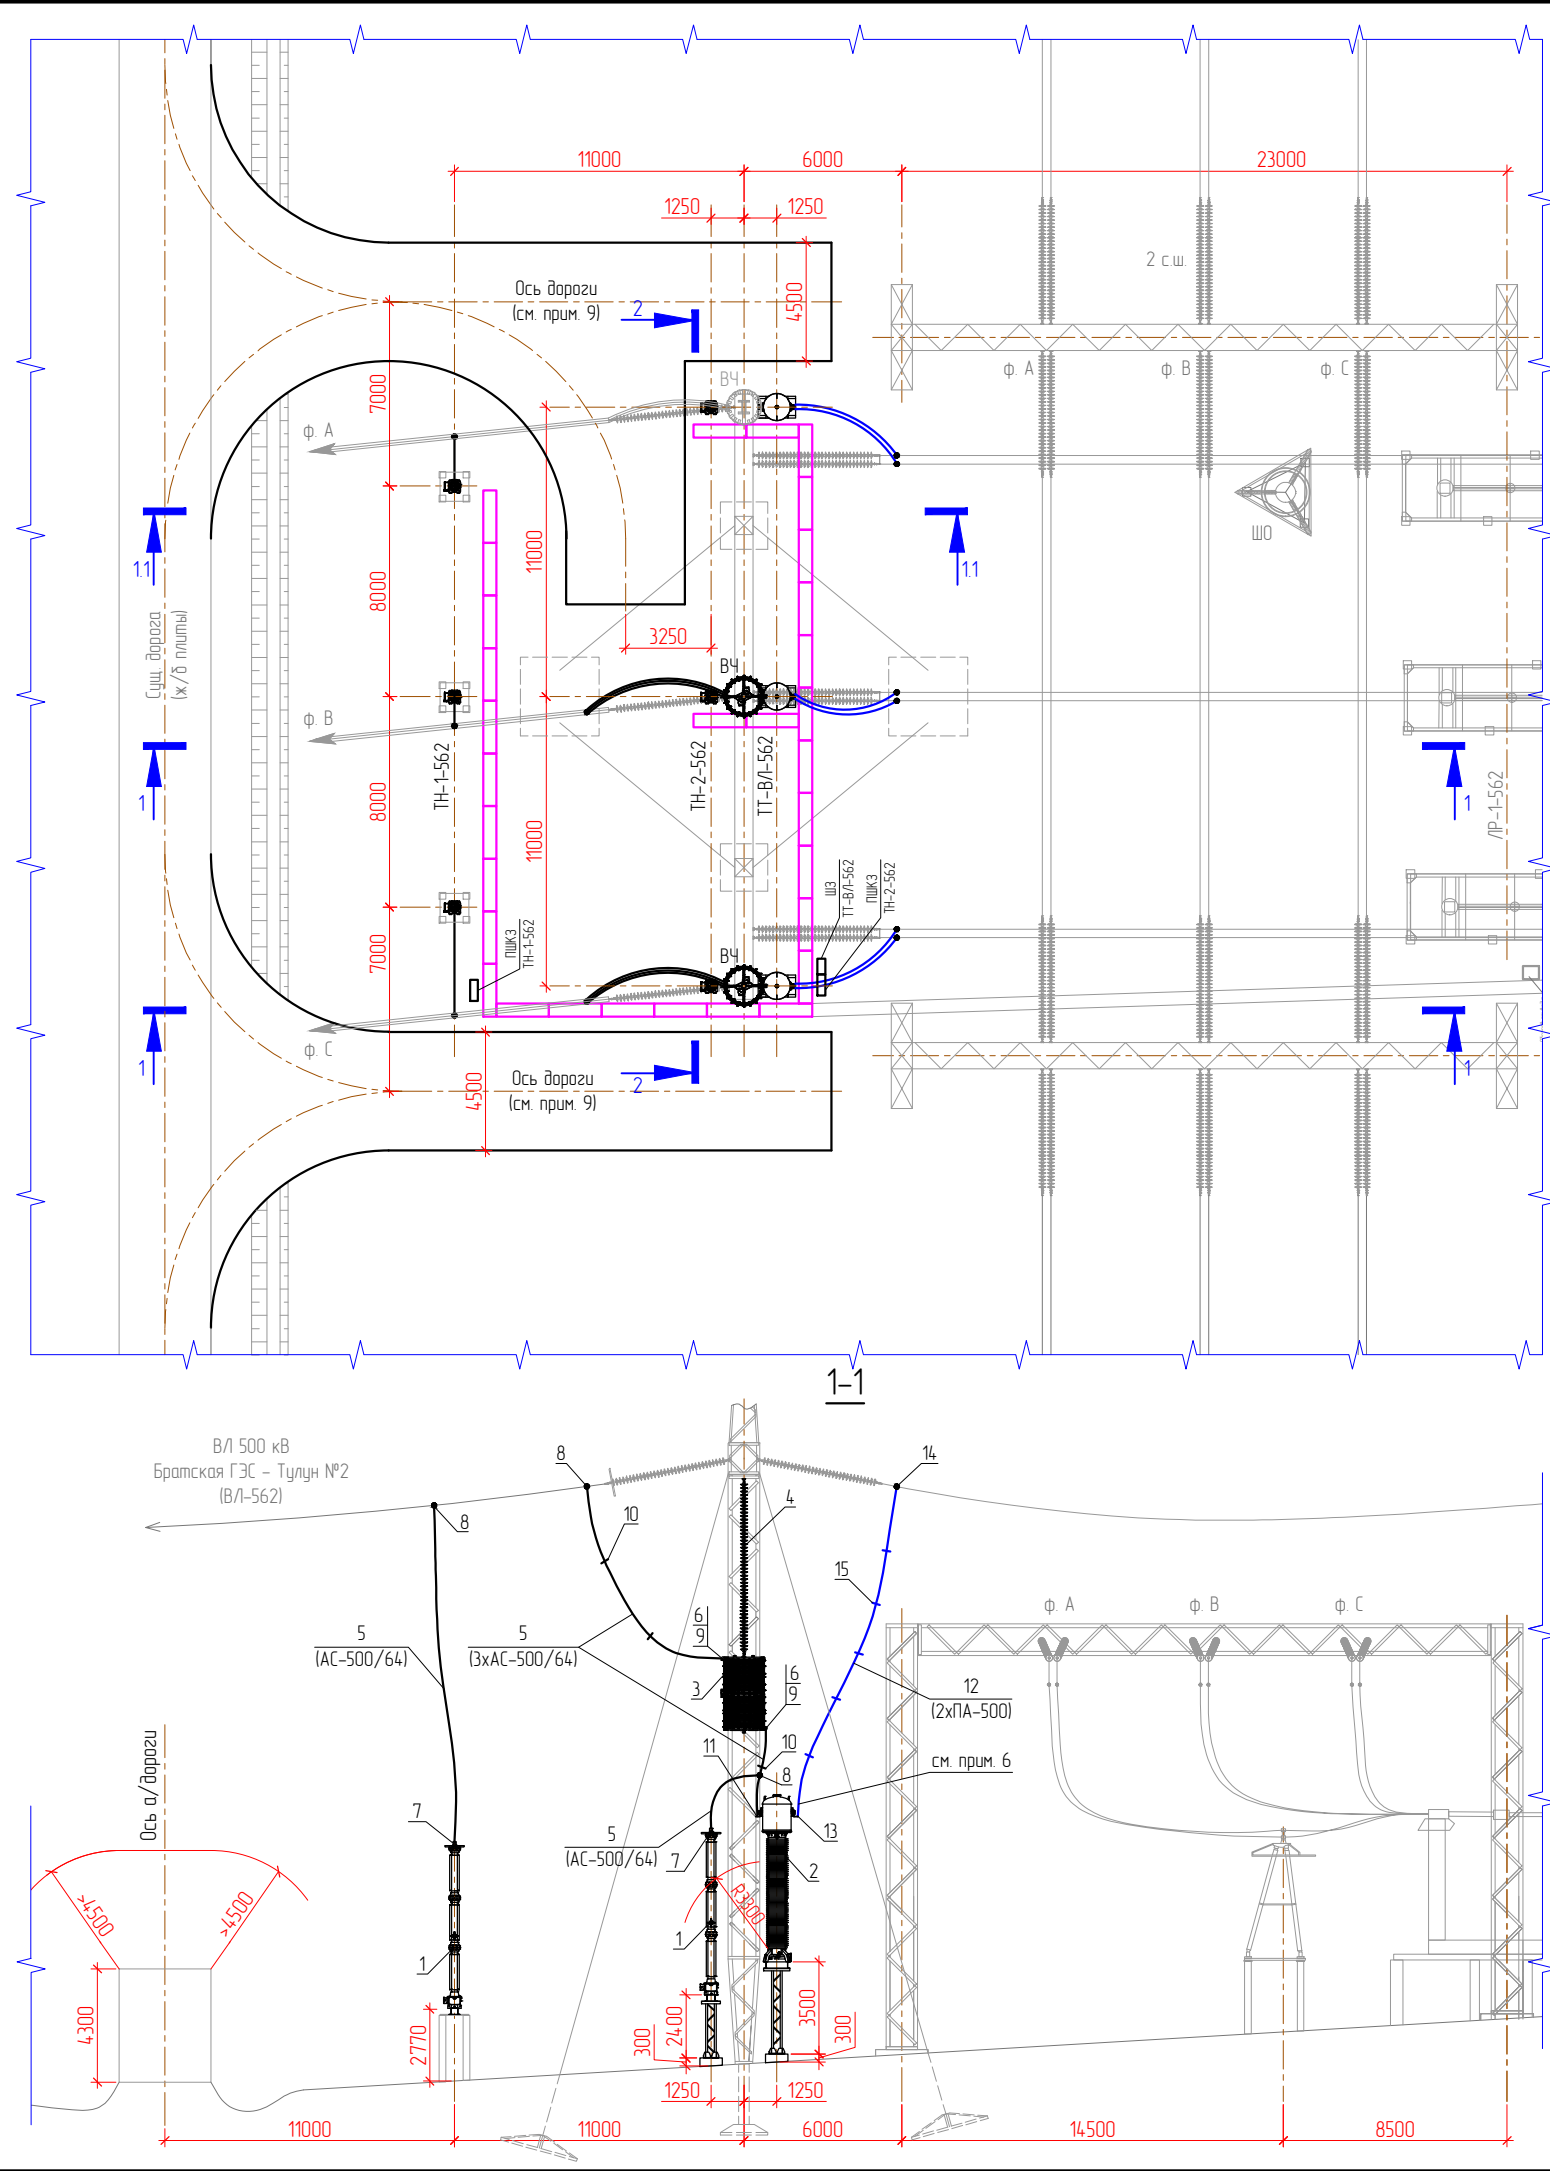 11000
6000
23000
1250
1250
2 с.ш.
Ось дороги
(см. прим. 9)
2
4500
ф. А
ф. В
ф. С
7000
ВЧ
ф. А
ШО
1.1
1.1
11000
8000
Сущ. дорога
(ж/б плиты)
3250
ВЧ
ф. В
ТН-1-562
ТН-2-562
ТТ-ВЛ-562
ЛР-1-562
1
1
8000
11000
ШЗ
ТТ-ВЛ-562
ПШКЗ
ТН-2-562
ПШКЗ
ТН-1-562
7000
ВЧ
ф. С
1
1
4500
Ось дороги
(см. прим. 9)
2
1-1
ВЛ 500 кВ
Братская ГЭС - Тулун №2
(ВЛ-562)
8
14
8
10
4
15
5
(АС-500/64)
5
(3хАС-500/64)
6
9
3
6
9
12
(2хПА-500)
ф. А
ф. В
ф. С
11
10
8
см. прим. 6
Ось а/дороги
7
5
(АС-500/64)
7
13
2
>4500
>4500
R3300
1
1
4300
2770
300
2400
3500
300
1250
1250
11000
11000
6000
14500
8500